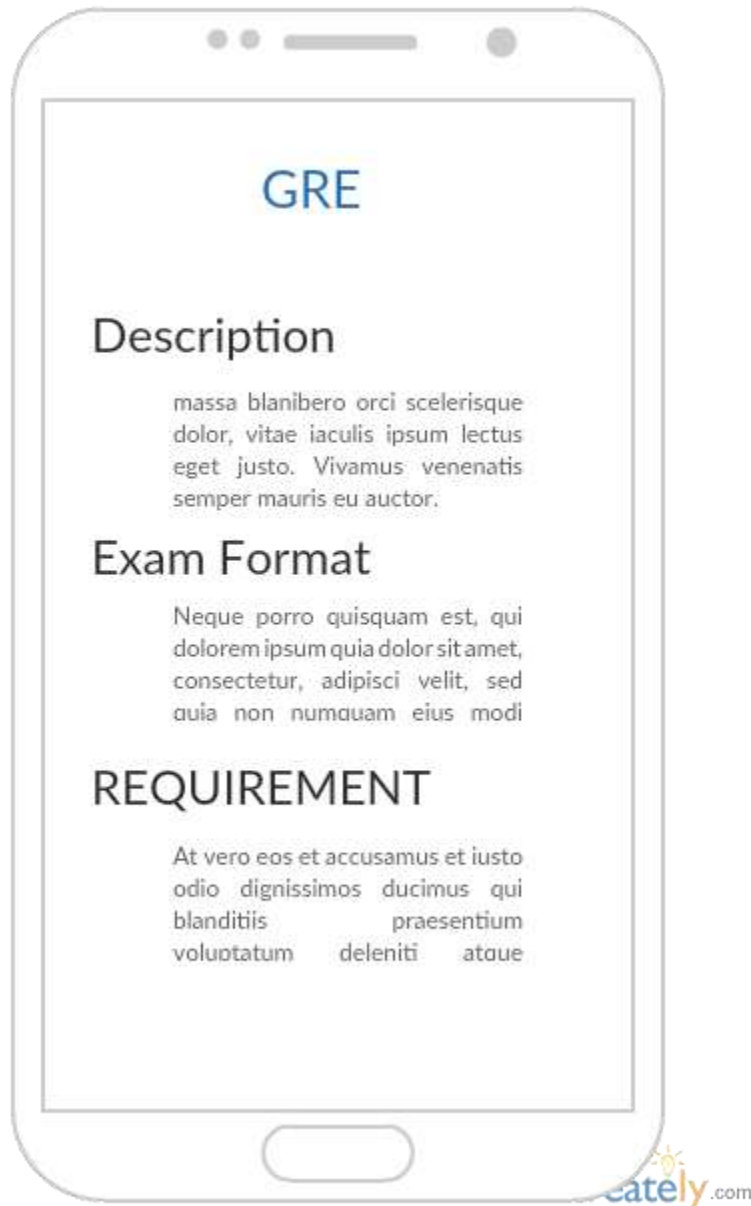 GRE
Description
massa blanibero orci scelerisque
dolor, vitae iaculis ipsum lectus
eget justo. Vivamus venenatis
semper mauris eu auctor.
Exam Format
Neque porro quisquam est, qui
dolorem ipsum quia dolor sit amet,
consectetur, adipisci velit, sed
quia non numquam eius modi
REQUIREMENT
At vero eos et accusamus et iusto
odio dignissimos ducimus qui
blanditiis praesentium
voluptatum deleniti atque
eately.com